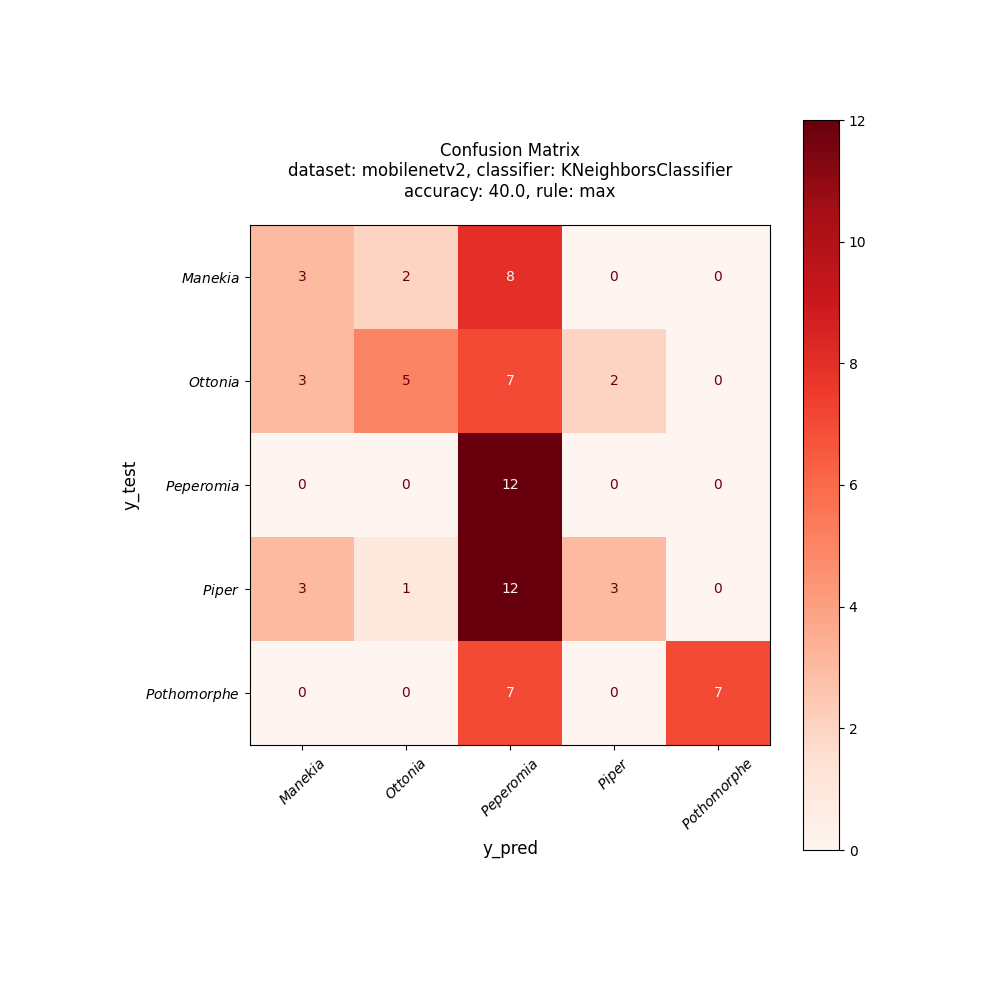 Confusion Matrix
dataset: mobilenetv2, classifier: KNeighborsClassifier
accuracy: 40.0, rule: max
y_test
Manekia 3 2 8 0 0
Ottonia 3 5 7 2 0
Peperomia 0 0 12 0 0
Piper 3 1 12 3 0
Pothomorphe 0 0 7 0 7
Manekia Ottonia Peperomia Piper Pothomorphe
y_pred
12
10
8
6
4
2
0